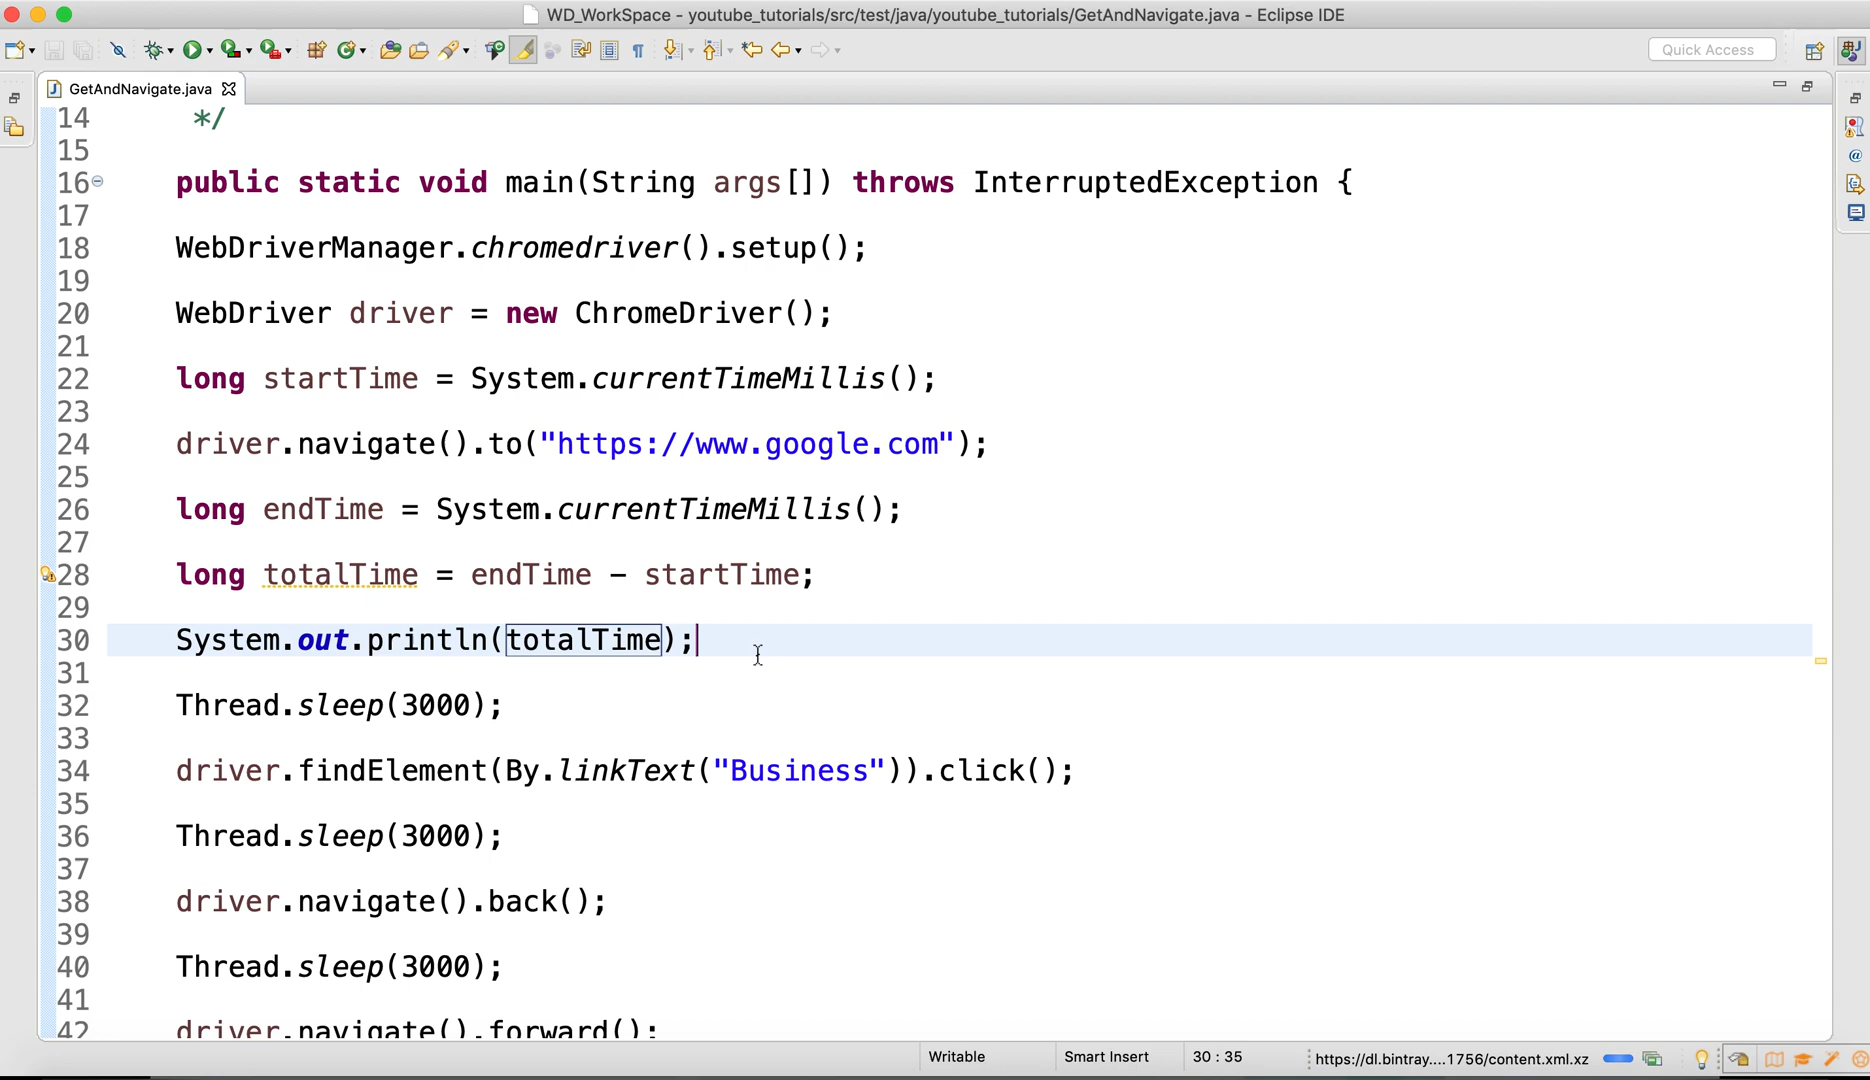 WD_WorkSpace - youtube_tutorials/src/test/java/youtube_tutorials/GetAndNavigate.java - Eclipse IDE
Quick Access
GetAndNavigate.java
14 */
15
16 public static void main(String args[]) throws InterruptedException {
17
18 WebDriverManager.chromedriver().setup();
19
20 WebDriver driver = new ChromeDriver();
21
22 long startTime = System.currentTimeMillis();
23
24 driver.navigate().to("https://www.google.com");
25
26 long endTime = System.currentTimeMillis();
27
28 long totalTime = endTime - startTime;
29
30 System.out.println(totalTime);
31
32 Thread.sleep(3000);
33
34 driver.findElement(By.linkText("Business")).click();
35
36 Thread.sleep(3000);
37
38 driver.navigate().back();
39
40 Thread.sleep(3000);
41
42 driver.navigate().forward();
Writable Smart Insert 30 : 35 https://dl.bintray....1756/content.xml.xz